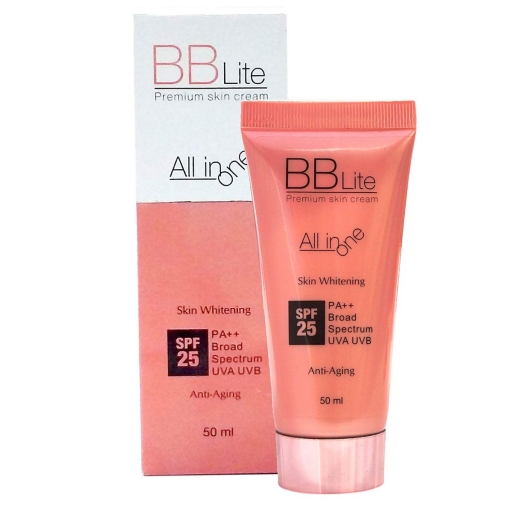 BB Lite
Premium skin cream
All in one
Skin Whitening
SPF
25
PA++
Broad
Spectrum
UVA UVB
Anti-Aging
50 ml
BB Lite
Premium skin cream
All in one
Skin Whitening
SPF
25
PA++
Broad
Spectrum
UVA UVB
Anti-Aging
50 ml